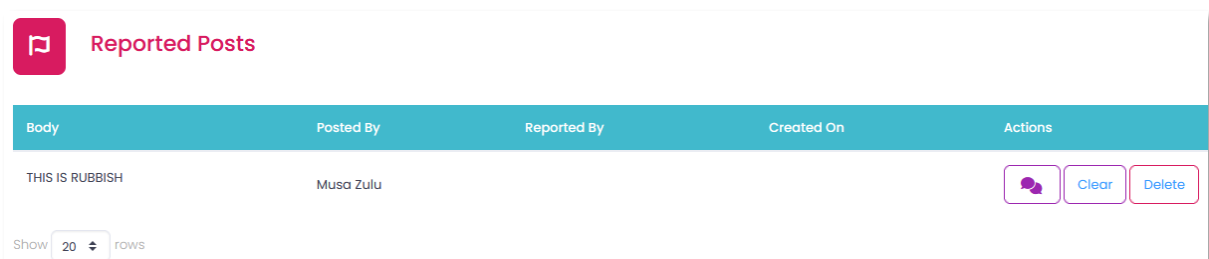 Reported Posts
Body Posted By Reported By Created On Actions
THIS IS RUBBISH Musa Zulu Clear Delete
Show 20 rows